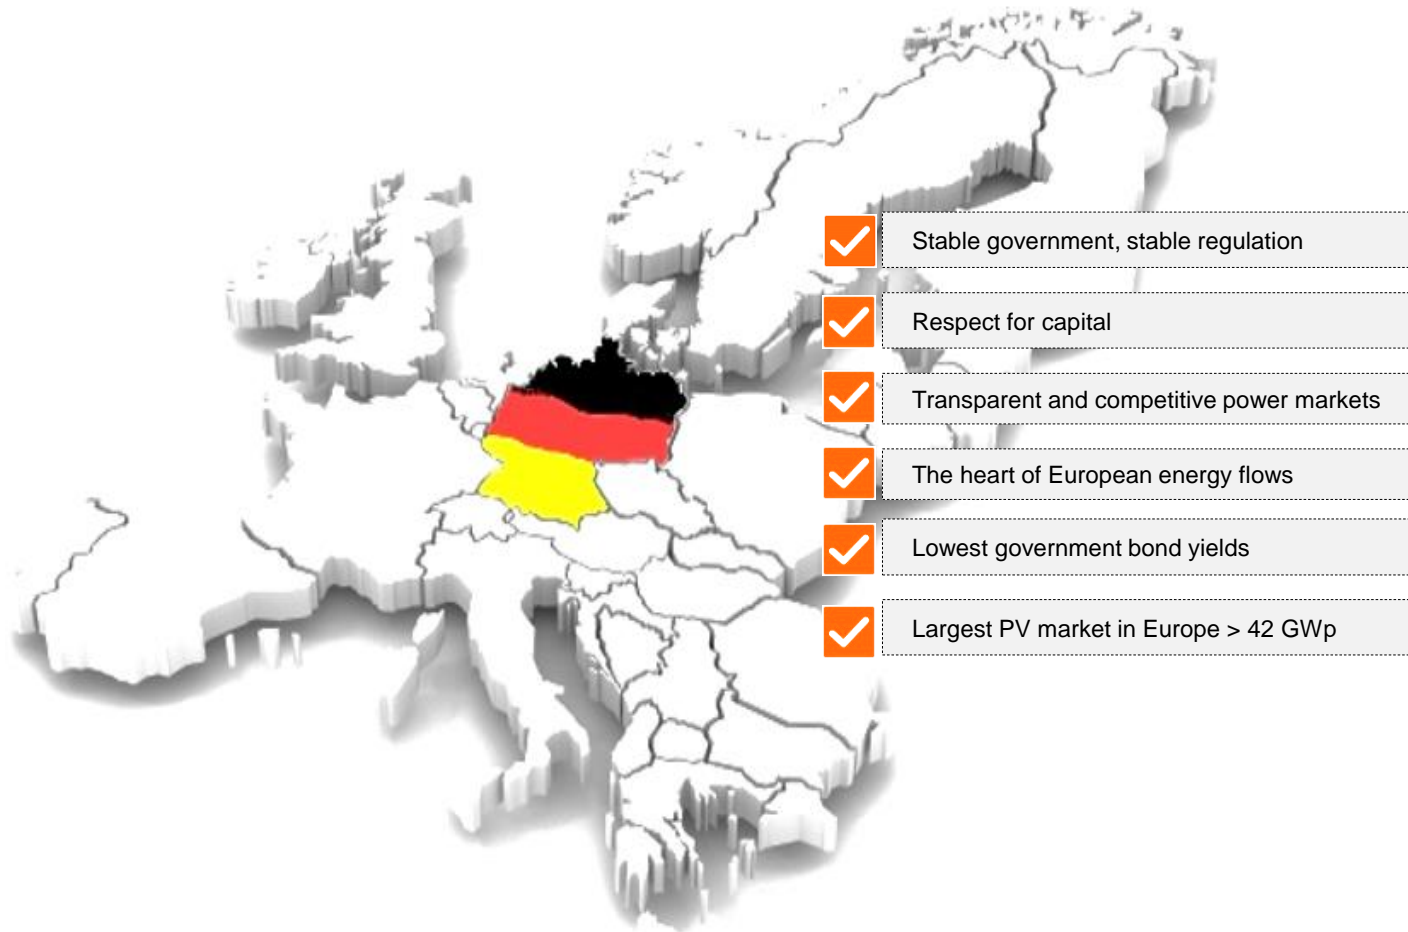 Stable government, stable regulation
Respect for capital
Transparent and competitive power markets
The heart of European energy flows
Lowest government bond yields
Largest PV market in Europe > 42 GWp